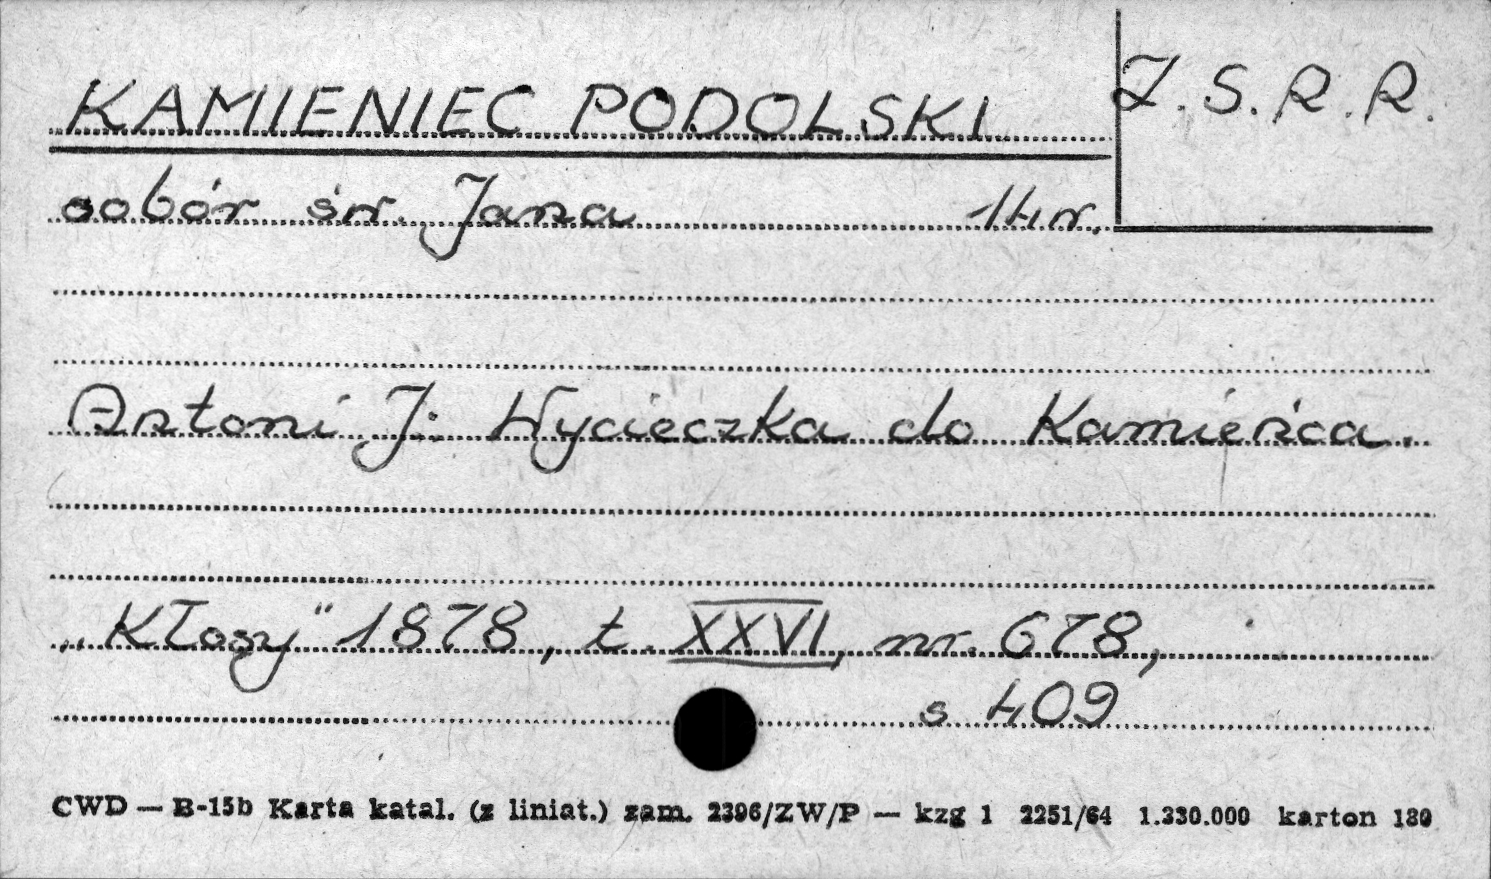 KAMIENIEC PODOLSKI
Z.S.R.R.
sobór św. Jana 14 w.
Antoni J: Wycieczka do Kamieńca.
„Kłosy" 1878, t. XXVI, nr. 678,
s 409
CWD — B-15b Karta katal. (z liniat.) zam. 2396/ZW/P — kzg 1 2251/64 1.330.000 karton 180